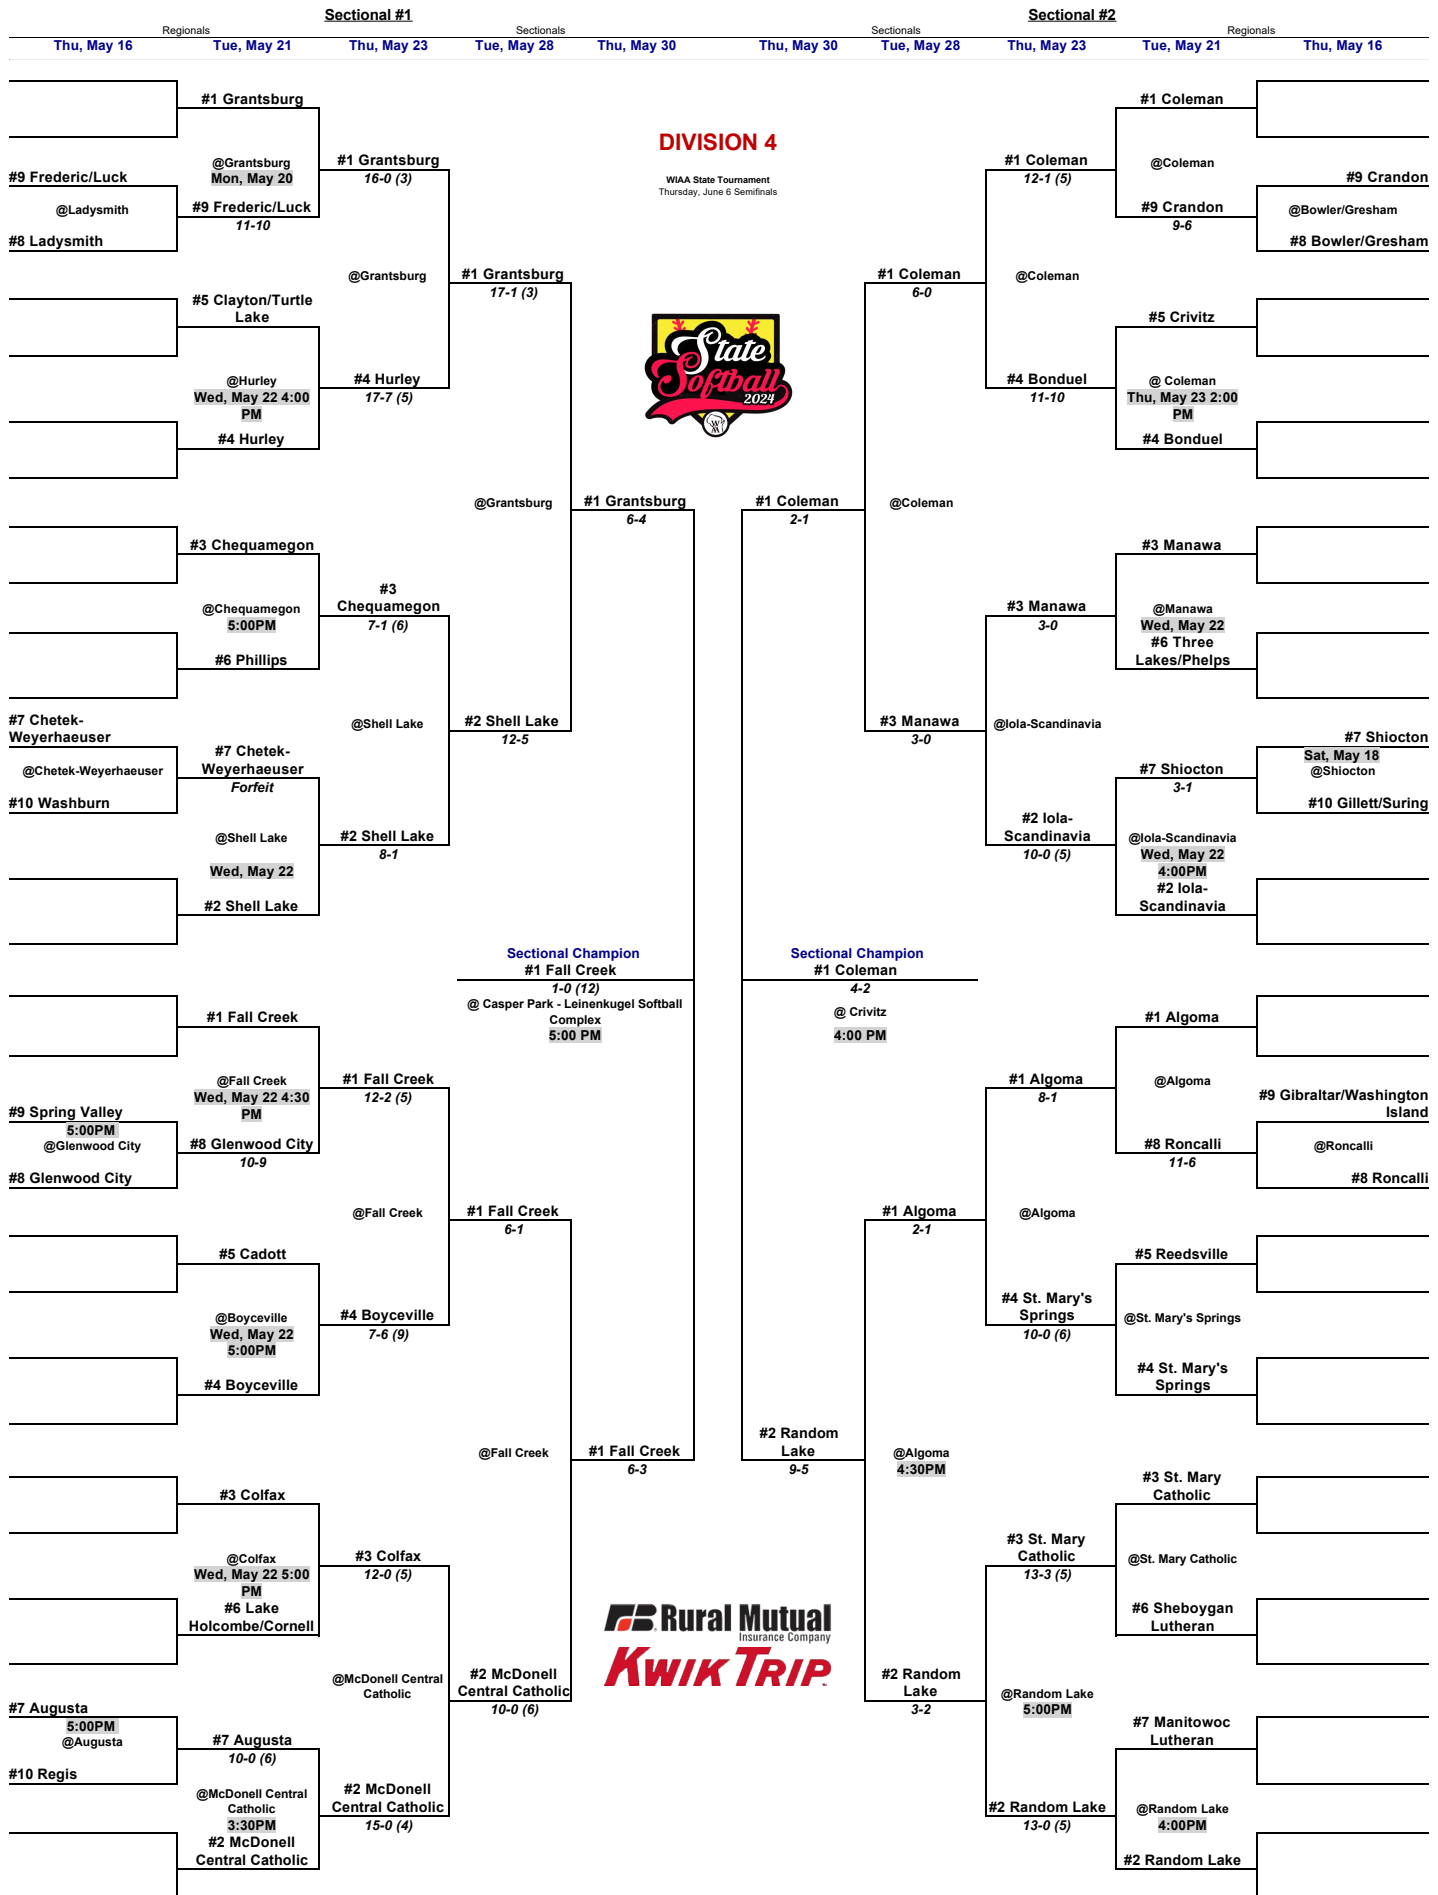 Sectional #1
Sectional #2
Regionals
Sectionals
Sectionals
Regionals
Thu, May 16
Tue, May 21
Thu, May 23
Tue, May 28
Thu, May 30
Thu, May 30
Tue, May 28
Thu, May 23
Tue, May 21
Thu, May 16
#9 Frederic/Luck
@Ladysmith
#8 Ladysmith
#7 Chetek-
Weyerhaeuser
@Chetek-Weyerhaeuser
#10 Washburn
#9 Spring Valley
5:00PM
@Glenwood City
#8 Glenwood City
#7 Augusta
5:00PM
@Augusta
#10 Regis
#1 Grantsburg
@Grantsburg
Mon, May 20
#9 Frederic/Luck
11-10
#5 Clayton/Turtle
Lake
@Hurley
Wed, May 22 4:00
PM
#4 Hurley
#3 Chequamegon
@Chequamegon
5:00PM
#6 Phillips
#7 Chetek-
Weyerhaeuser
Forfeit
@Shell Lake
Wed, May 22
#2 Shell Lake
#1 Fall Creek
@Fall Creek
Wed, May 22 4:30
PM
#8 Glenwood City
10-9
#5 Cadott
@Boyceville
Wed, May 22
5:00PM
#4 Boyceville
#3 Colfax
@Colfax
Wed, May 22 5:00
PM
#6 Lake
Holcombe/Cornell
#7 Augusta
10-0 (6)
@McDonell Central
Catholic
3:30PM
#2 McDonell
Central Catholic
#1 Grantsburg
16-0 (3)
@Grantsburg
#4 Hurley
17-7 (5)
#3
Chequamegon
7-1 (6)
@Shell Lake
#2 Shell Lake
8-1
#1 Fall Creek
12-2 (5)
@Fall Creek
#4 Boyceville
7-6 (9)
#3 Colfax
12-0 (5)
@McDonell Central
Catholic
#2 McDonell
Central Catholic
15-0 (4)
#1 Grantsburg
17-1 (3)
@Grantsburg
#2 Shell Lake
12-5
#1 Fall Creek
6-1
@Fall Creek
#2 McDonell
Central Catholic
10-0 (6)
#1 Grantsburg
6-4
Sectional Champion
#1 Fall Creek
1-0 (12)
@ Casper Park - Leinenkugel Softball
Complex
5:00 PM
#1 Fall Creek
6-3
DIVISION 4
WIAA State Tournament
Thursday, June 6 Semifinals
State
Softball
2024
Rural Mutual
Insurance Company
KWIK TRIP
#1 Coleman
2-1
Sectional Champion
#1 Coleman
4-2
@ Crivitz
4:00 PM
#2 Random
Lake
9-5
#1 Coleman
6-0
@Coleman
#3 Manawa
3-0
#1 Algoma
2-1
@Algoma
4:30PM
#2 Random
Lake
3-2
#1 Coleman
12-1 (5)
@Coleman
#4 Bonduel
11-10
#3 Manawa
3-0
@Iola-Scandinavia
#2 Iola-
Scandinavia
10-0 (5)
#1 Algoma
8-1
@Algoma
#4 St. Mary's
Springs
10-0 (6)
#3 St. Mary
Catholic
13-3 (5)
@Random Lake
5:00PM
#2 Random Lake
13-0 (5)
#1 Coleman
@Coleman
#9 Crandon
9-6
#5 Crivitz
@ Coleman
Thu, May 23 2:00
PM
#4 Bonduel
#3 Manawa
@Manawa
Wed, May 22
#6 Three
Lakes/Phelps
#7 Shiocton
3-1
@Iola-Scandinavia
Wed, May 22
4:00PM
#2 Iola-
Scandinavia
#1 Algoma
@Algoma
#8 Roncalli
11-6
#5 Reedsville
@St. Mary's Springs
#4 St. Mary's
Springs
#3 St. Mary
Catholic
@St. Mary Catholic
#6 Sheboygan
Lutheran
#7 Manitowoc
Lutheran
@Random Lake
4:00PM
#2 Random Lake
#9 Crandon
@Bowler/Gresham
#8 Bowler/Gresham
#7 Shiocton
Sat, May 18
@Shiocton
#10 Gillett/Suring
#9 Gibraltar/Washington
Island
@Roncalli
#8 Roncalli